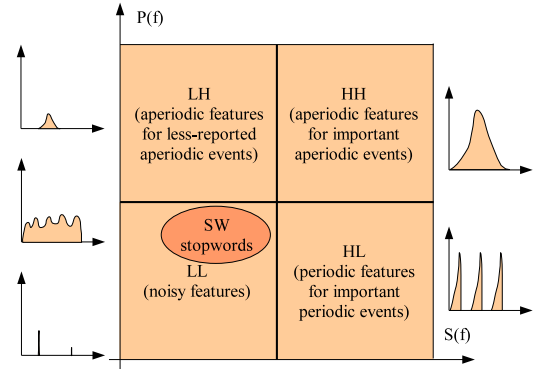 P(f)
LH
(aperiodic features
for less-reported
aperiodic events)
HH
(aperiodic features
for important
aperiodic events)
SW
stopwords
LL
(noisy features)
HL
(periodic features
for important
periodic events)
S(f)